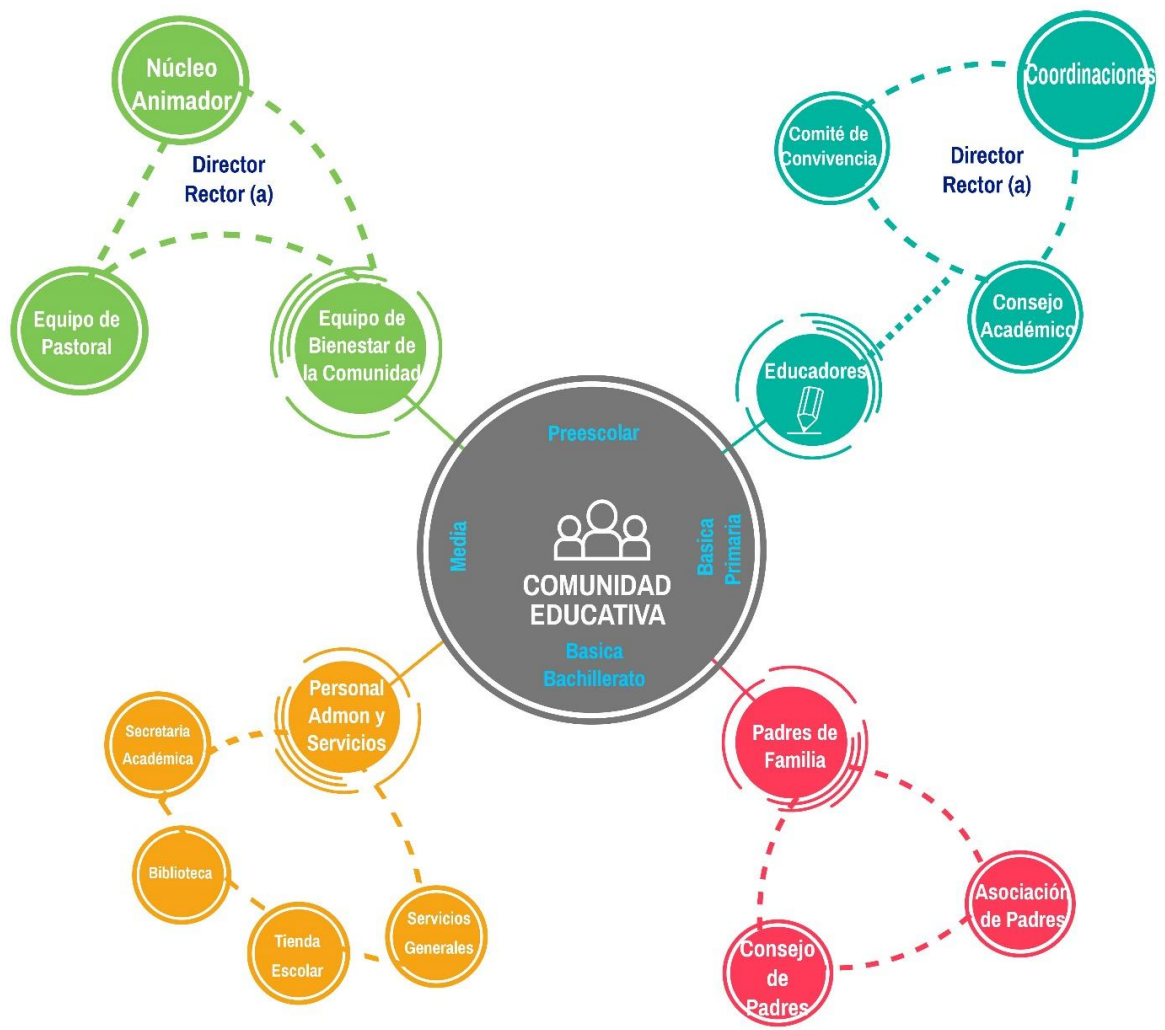 Núcleo
Animador
Director
Rector (a)
Equipo de
Pastoral
Equipo de
Bienestar de
la Comunidad
Coordinaciones
Comité de
Convivencia
Director
Rector (a)
Consejo
Académico
Educadores
Preescolar
Media
Basica
Primaria
COMUNIDAD
EDUCATIVA
Basica
Bachillerato
Personal
Admon y
Servicios
Secretaria
Académica
Biblioteca
Tienda
Escolar
Servicios
Generales
Padres de
Familia
Asociación
de Padres
Consejo
de
Padres